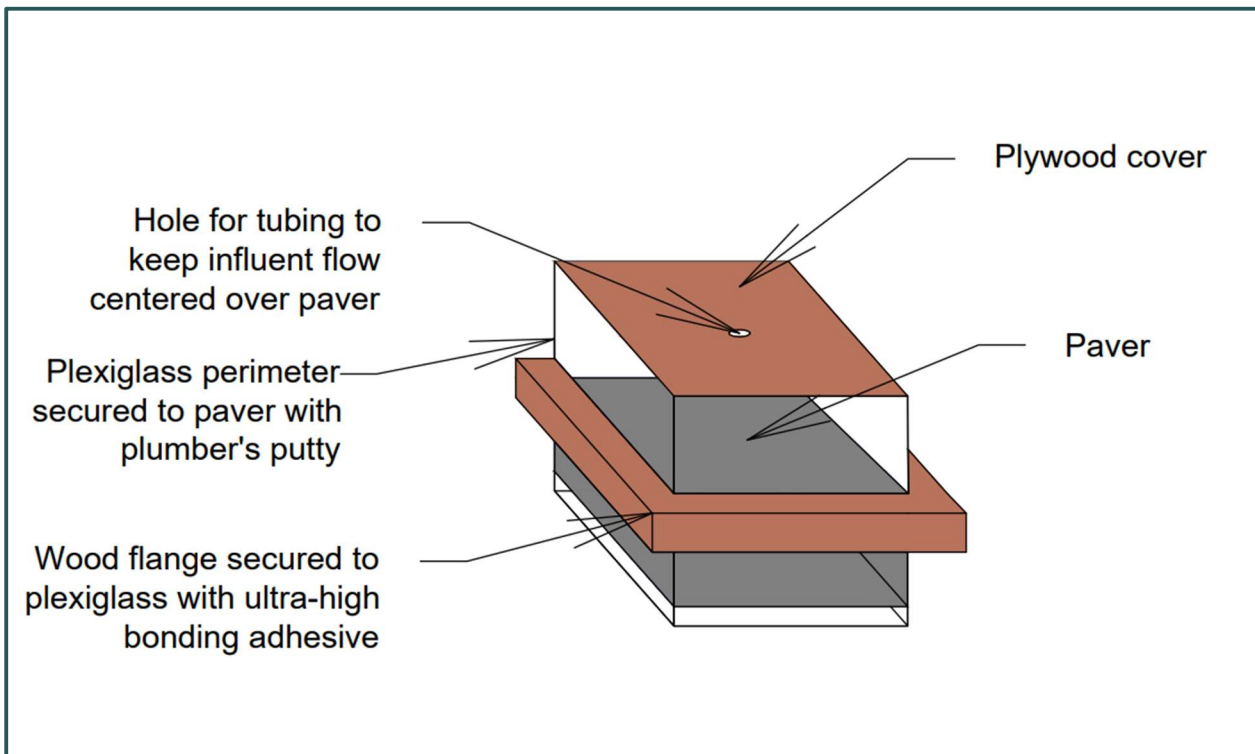 Plywood cover
Hole for tubing to
keep influent flow
centered over paver
Paver
Plexiglass perimeter
secured to paver with
plumber's putty
Wood flange secured to
plexiglass with ultra-high
bonding adhesive